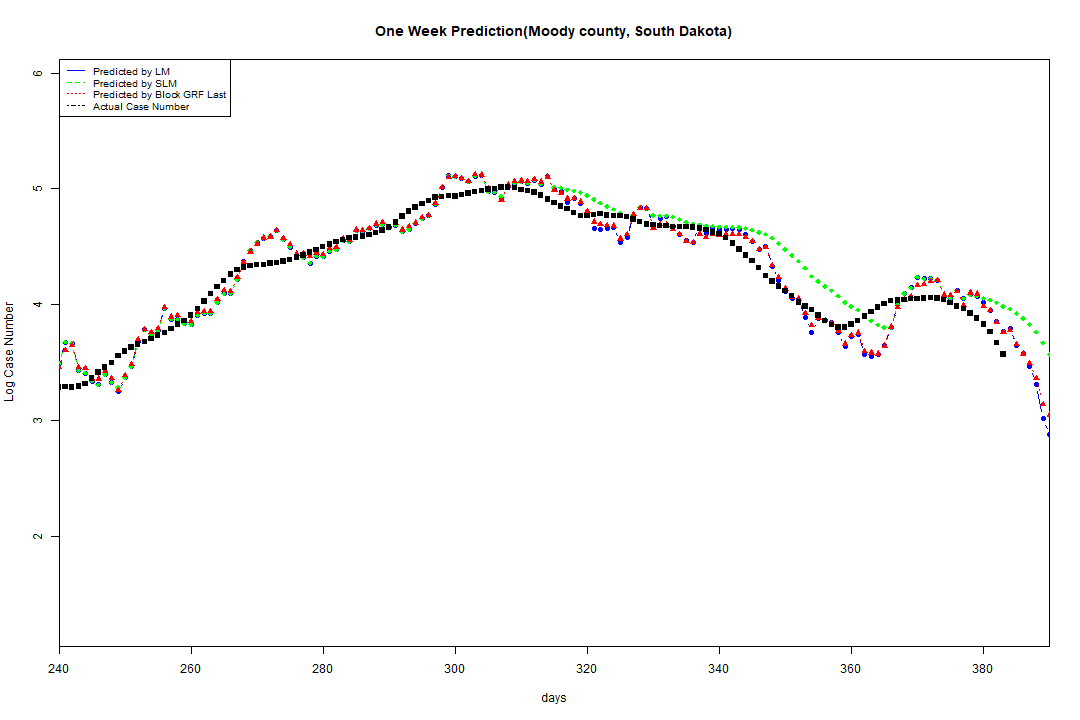 One Week Prediction(Moody county, South Dakota)
Predicted by LM
Predicted by SLM
Predicted by Block GRF Last
Actual Case Number
6
5
4
3
2
Log Case Number
240 260 280 300 320 340 360 380
days